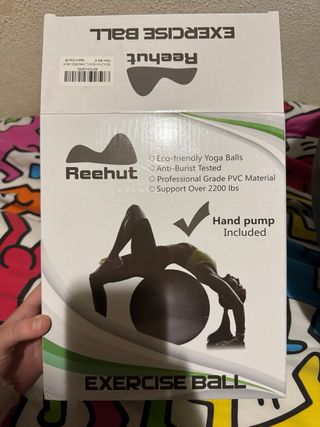 EXERCISE BALL
Reehut
Reehut
Eco-friendly Yoga Balls
Anti-Burst Tested
Professional Grade PVC Material
Support Over 2200 lbs
Hand pump
Included
EXERCISE BALL